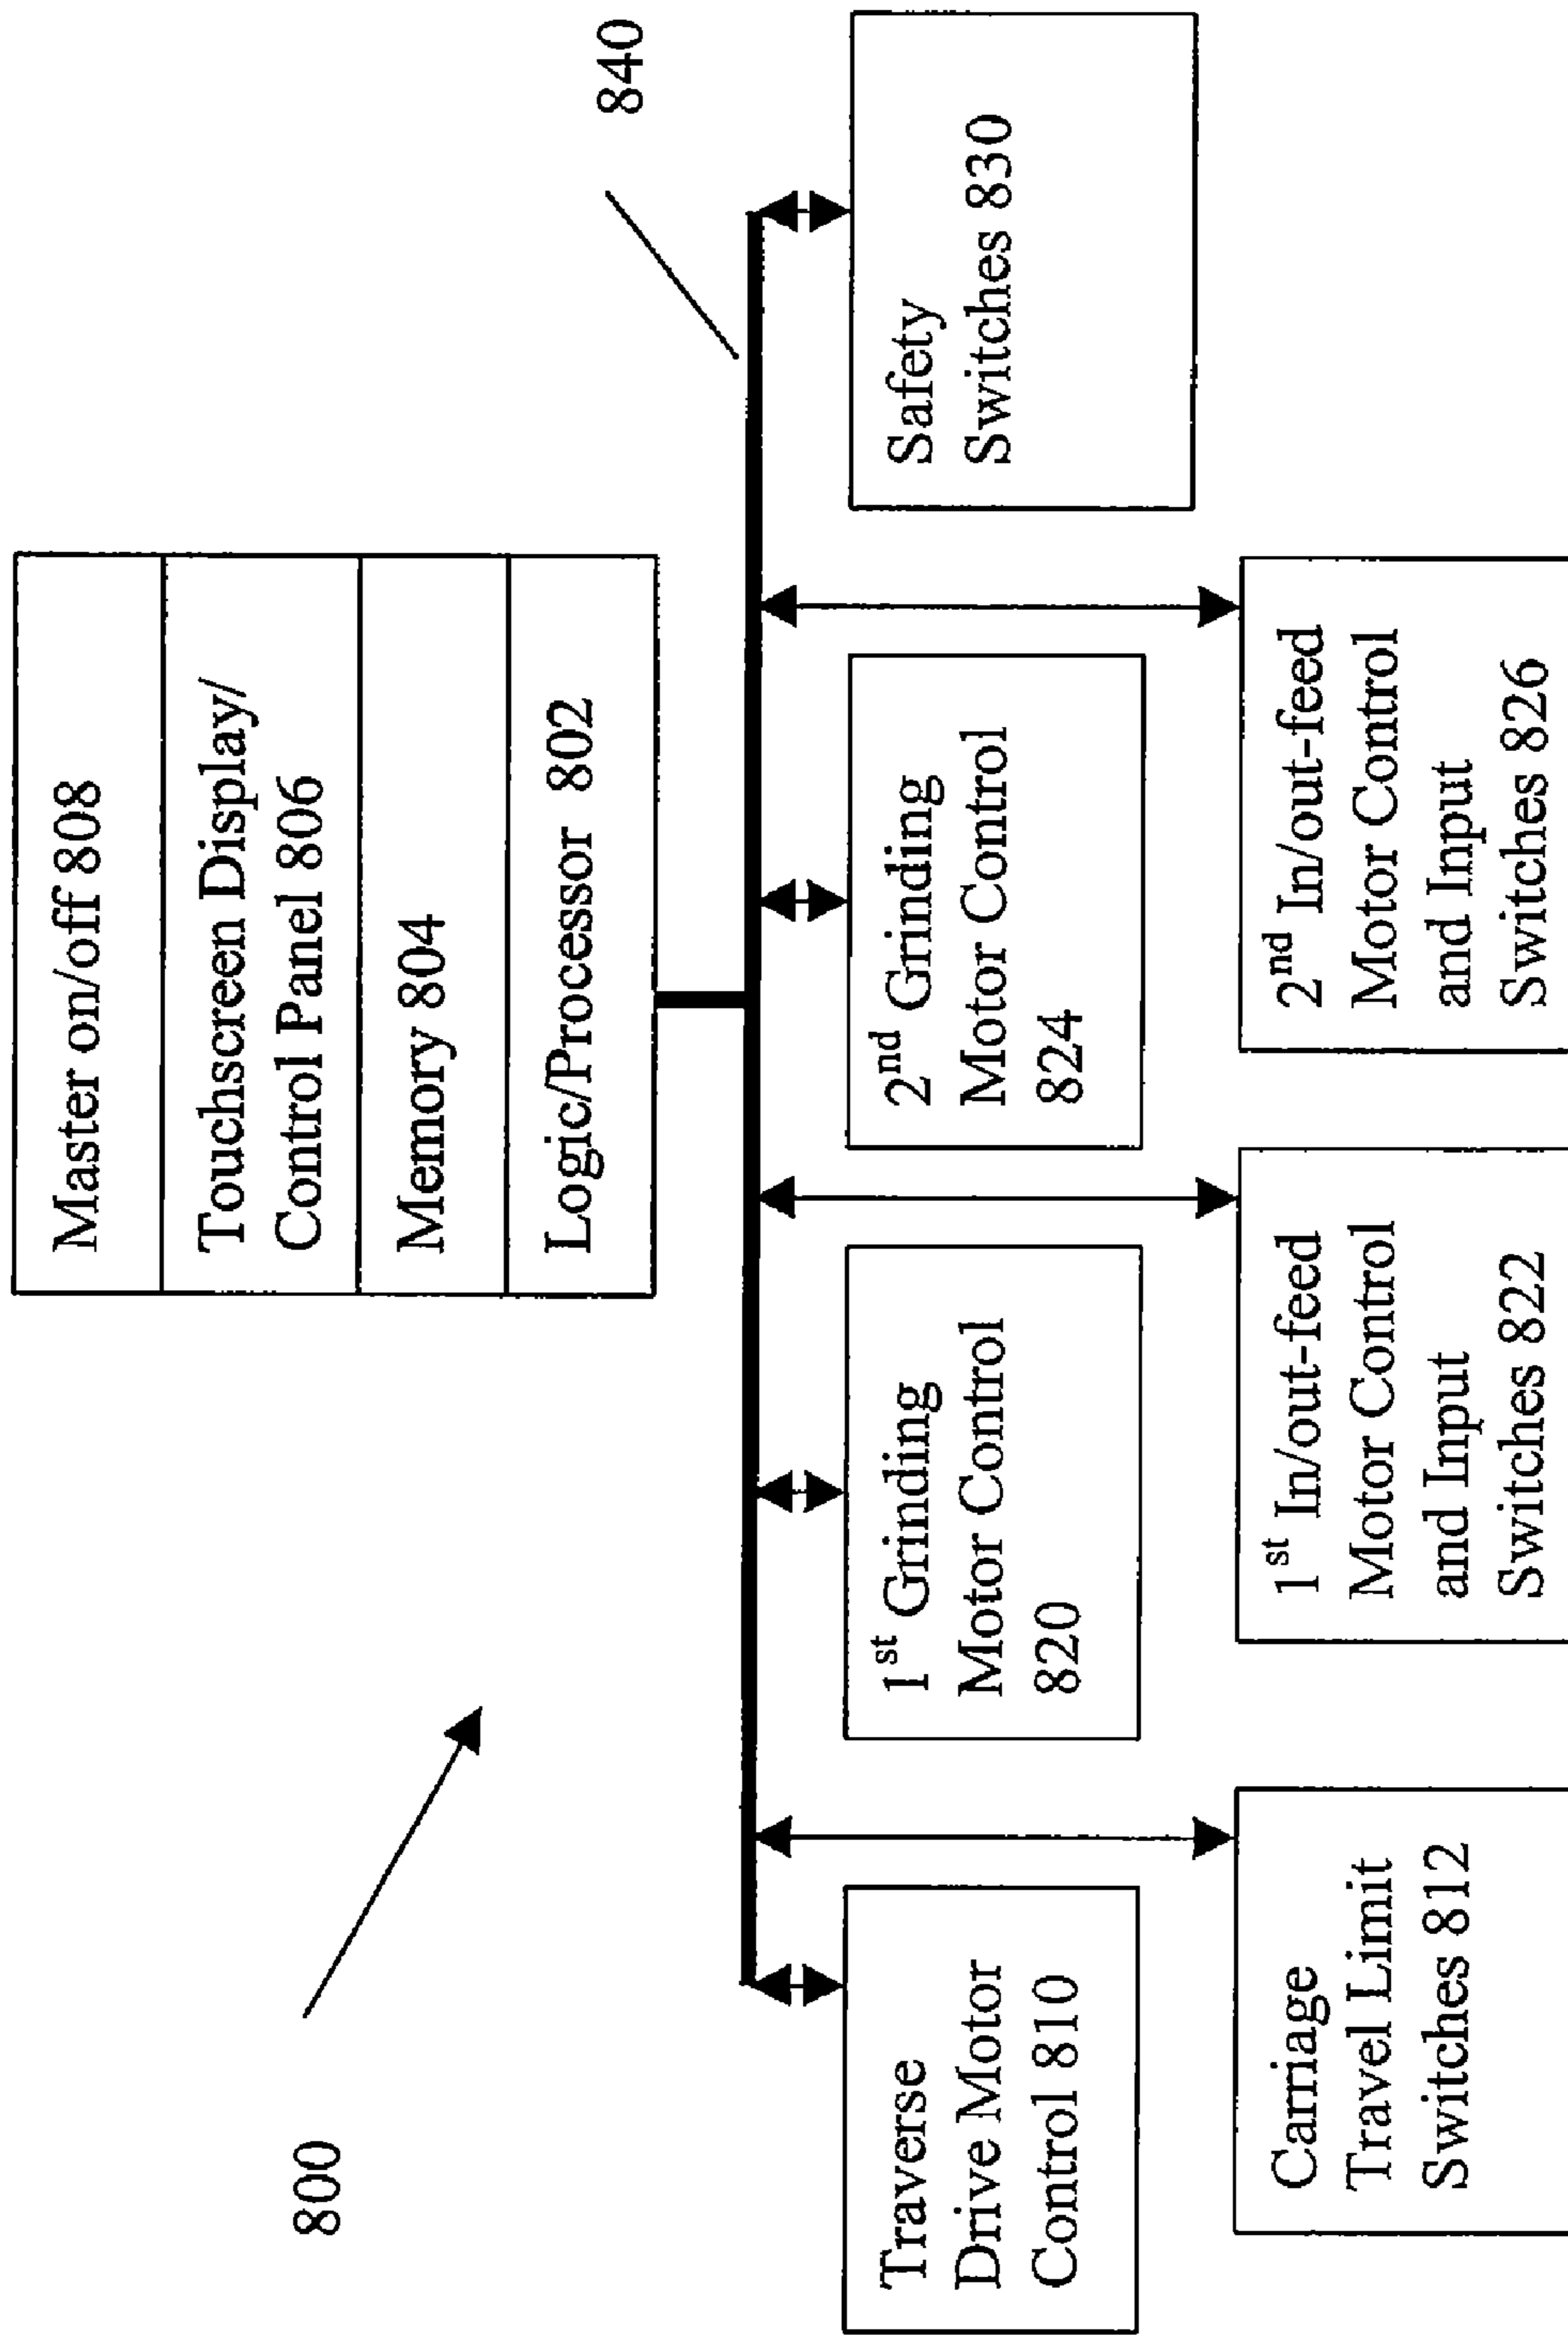 800
Master on/off 808
Touchscreen Display/
Control Panel 806
Memory 804
Logic/Processor 802
840
Traverse
Drive Motor
Control 810
1st Grinding
Motor Control
820
2nd Grinding
Motor Control
824
Safety
Switches 830
Carriage
Travel Limit
Switches 812
1st In/out-feed
Motor Control
and Input
Switches 822
2nd In/out-feed
Motor Control
and Input
Switches 826